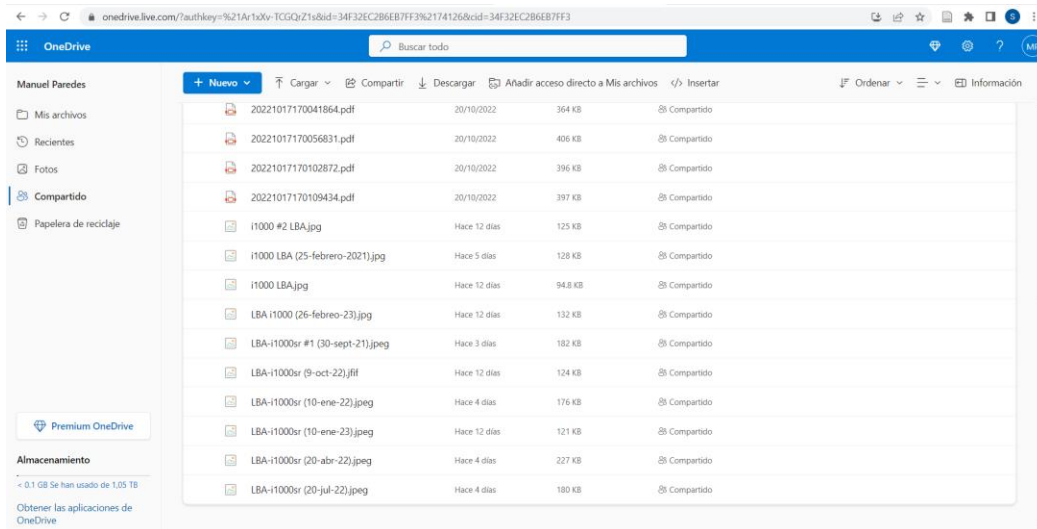 onedrive.live.com/?authkey=%21Ar1xXv-TCGQrZ1s&id=34F32EC2B6EB7FF3%2174126&cid=34F32EC2B6EB7FF3
S
OneDrive
Buscar todo
?
Manuel Paredes
+ Nuevo
Cargar
Compartir
Descargar
Añadir acceso directo a Mis archivos
</> Insertar
Ordenar
Información
Mis archivos
Recientes
Fotos
Compartido
Papelera de reciclaje
20221017170041864.pdf 20/10/2022 364 KB Compartido
20221017170056831.pdf 20/10/2022 406 KB Compartido
20221017170102872.pdf 20/10/2022 396 KB Compartido
20221017170109434.pdf 20/10/2022 397 KB Compartido
i1000 #2 LBA.jpg Hace 12 días 125 KB Compartido
i1000 LBA (25-febrero-2021).jpg Hace 5 días 128 KB Compartido
i1000 LBA.jpg Hace 12 días 94.8 KB Compartido
LBA i1000 (26-febreo-23).jpg Hace 12 días 132 KB Compartido
LBA-i1000sr #1 (30-sept-21).jpeg Hace 3 días 182 KB Compartido
LBA-i1000sr (9-oct-22).jfif Hace 12 días 124 KB Compartido
LBA-i1000sr (10-ene-22).jpeg Hace 4 días 176 KB Compartido
LBA-i1000sr (10-ene-23).jpeg Hace 12 días 121 KB Compartido
LBA-i1000sr (20-abr-22).jpeg Hace 4 días 227 KB Compartido
LBA-i1000sr (20-jul-22).jpeg Hace 4 días 180 KB Compartido
Premium OneDrive
Almacenamiento
< 0.1 GB Se han usado de 1,05 TB
Obtener las aplicaciones de
OneDrive